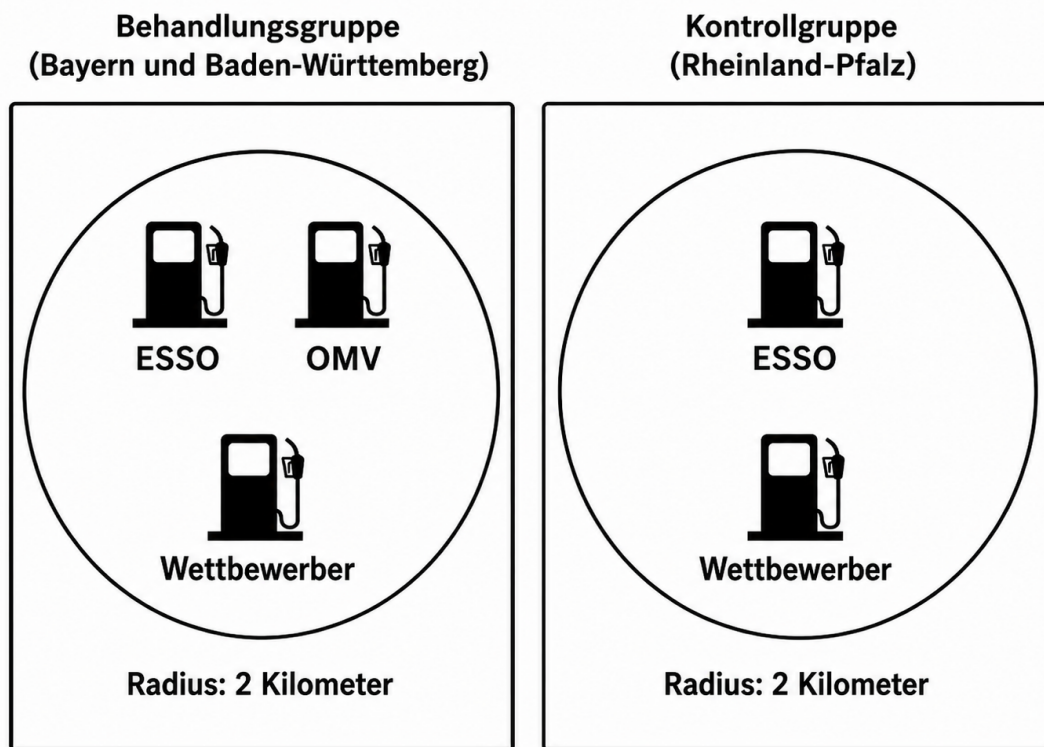 Behandlungsgruppe
(Bayern und Baden-Württemberg)
ESSO
OMV
Wettbewerber
Radius: 2 Kilometer
Kontrollgruppe
(Rheinland-Pfalz)
ESSO
Wettbewerber
Radius: 2 Kilometer